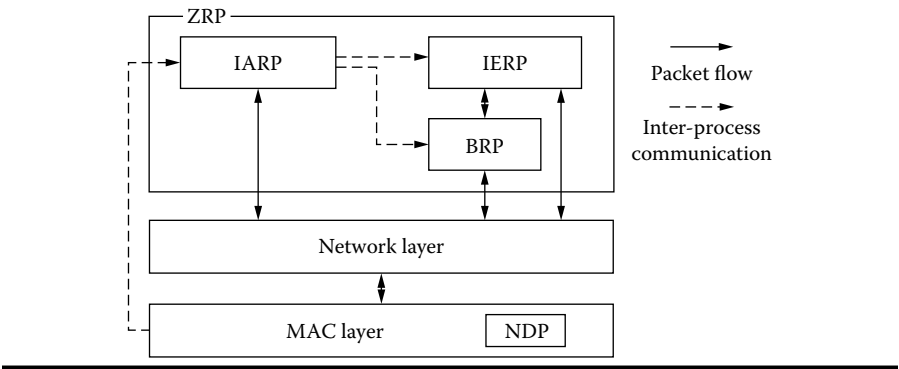 ZRP
IARP
IERP
Packet flow
BRP
Inter-process
communication
Network layer
MAC layer
NDP